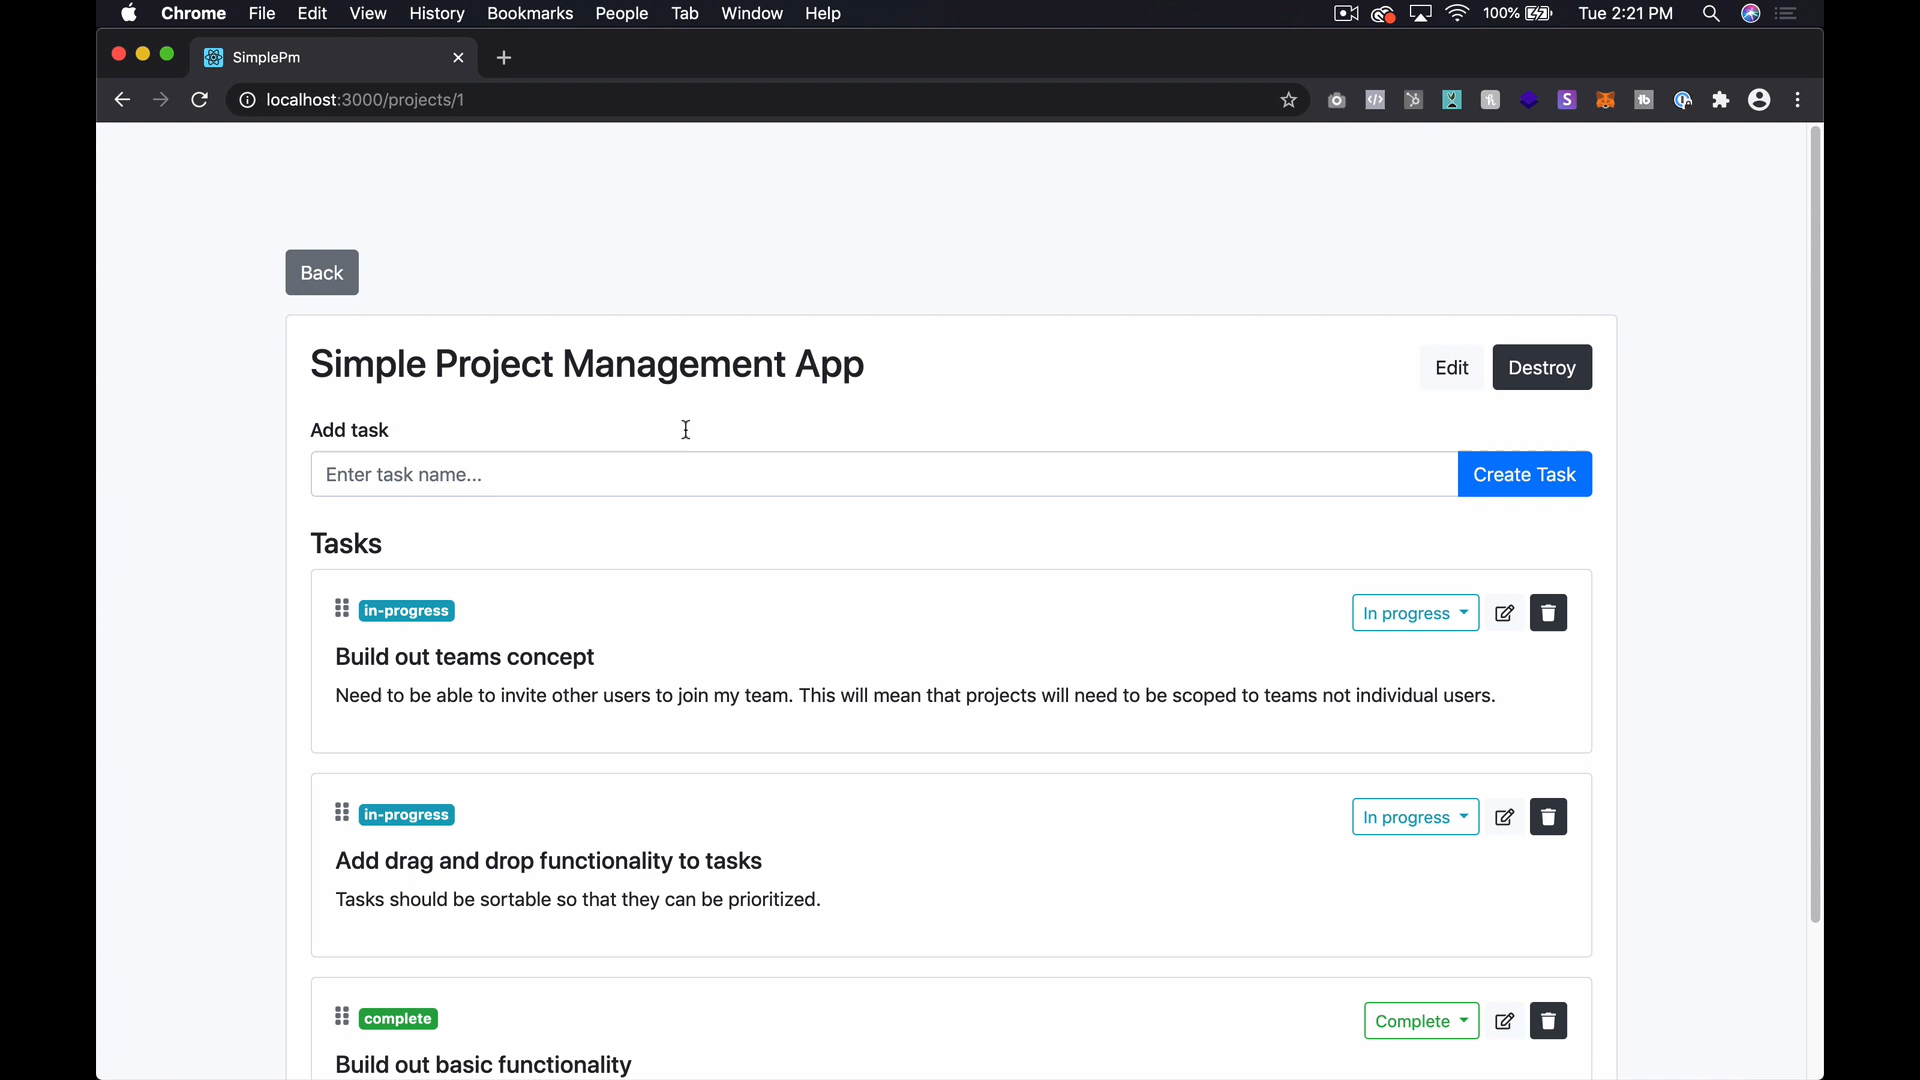 Chrome File Edit View History Bookmarks People Tab Window Help 100% Tue 2:21 PM
SimplePm
localhost:3000/projects/1
Back
Simple Project Management App Edit Destroy
Add task
Enter task name... Create Task
Tasks
in-progress In progress
Build out teams concept
Need to be able to invite other users to join my team. This will mean that projects will need to be scoped to teams not individual users.
in-progress In progress
Add drag and drop functionality to tasks
Tasks should be sortable so that they can be prioritized.
complete Complete
Build out basic functionality